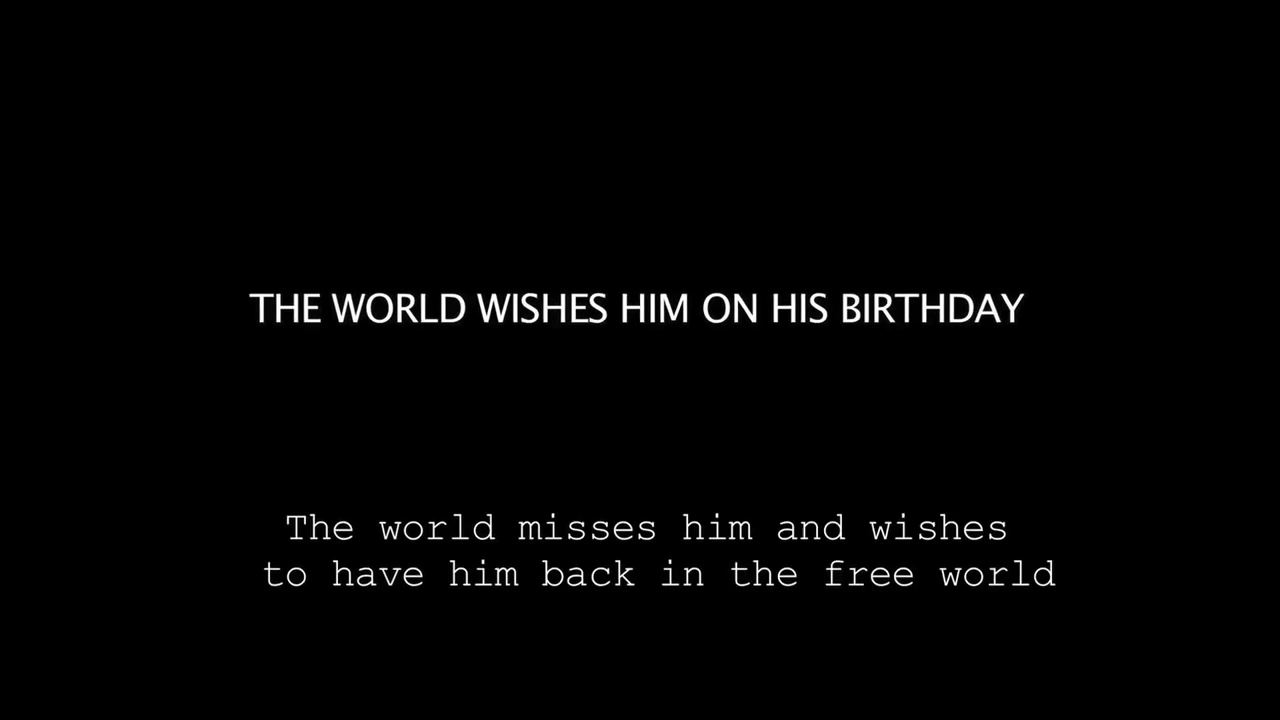 THE WORLD WISHES HIM ON HIS BIRTHDAY
The world misses him and wishes
to have him back in the free world